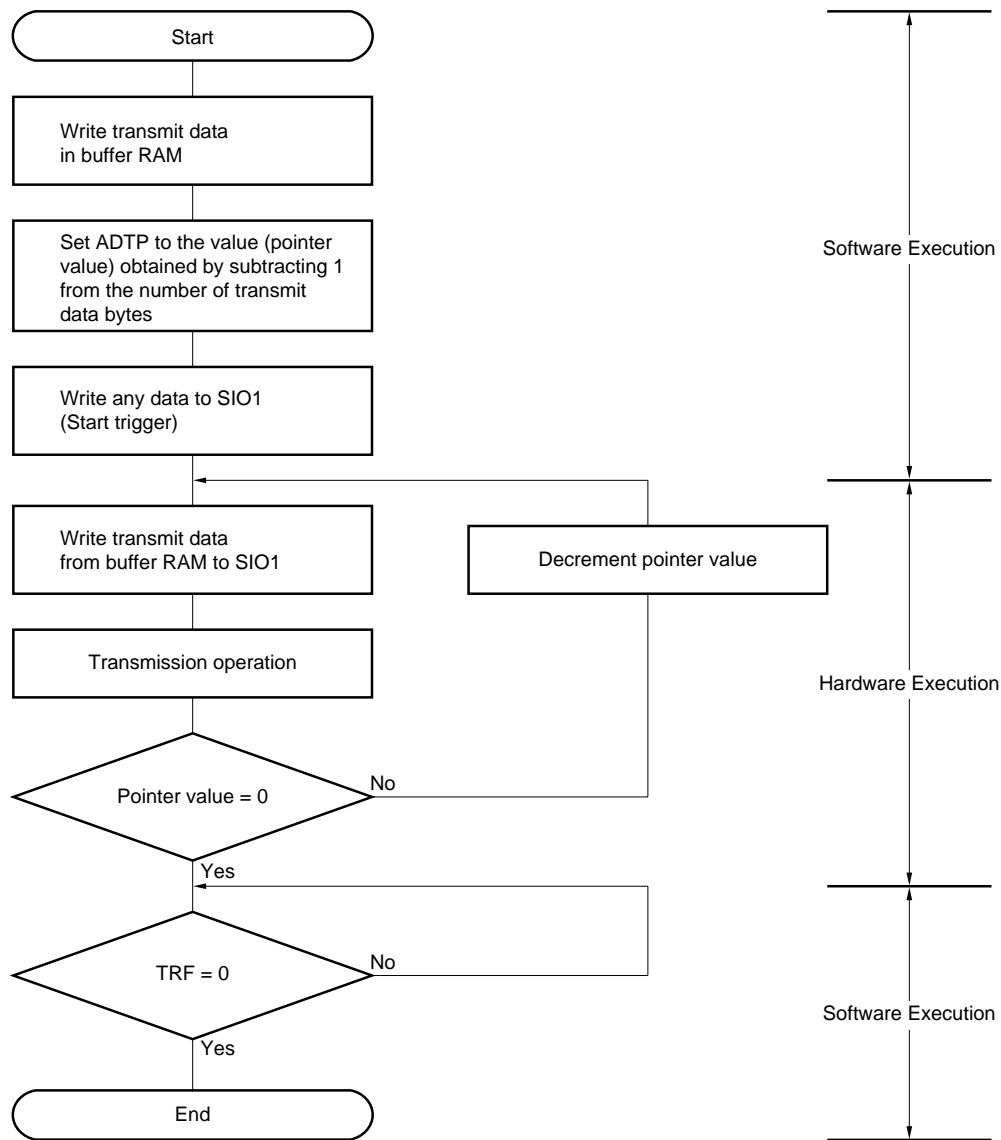 Start
Write transmit data
in buffer RAM
Set ADTP to the value (pointer
value) obtained by subtracting 1
from the number of transmit
data bytes
Software Execution
Write any data to SIO1
(Start trigger)
Write transmit data
from buffer RAM to SIO1
Decrement pointer value
Transmission operation
Hardware Execution
Pointer value = 0
No
Yes
TRF = 0
No
Software Execution
Yes
End